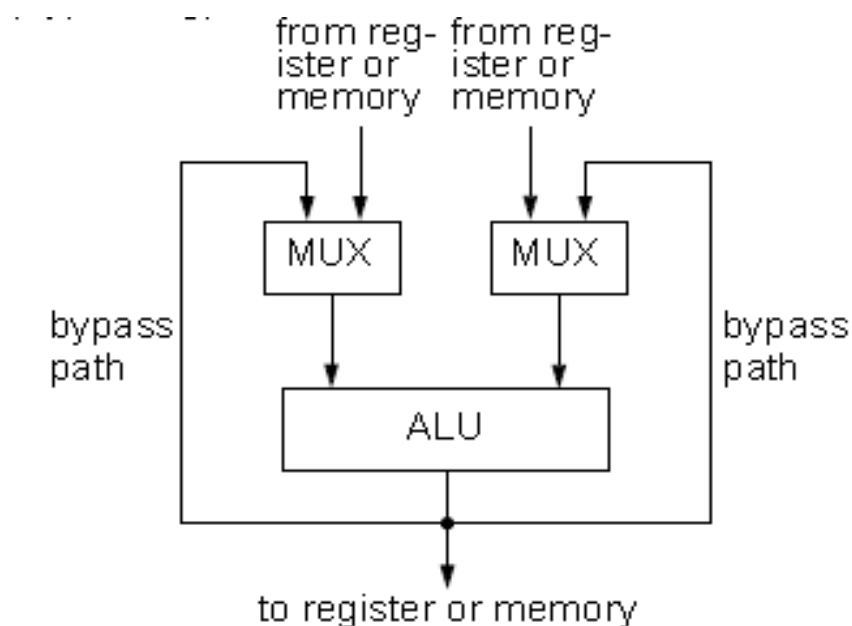 from reg-
ister or
memory
from reg-
ister or
memory
MUX
MUX
bypass
path
bypass
path
ALU
to register or memory